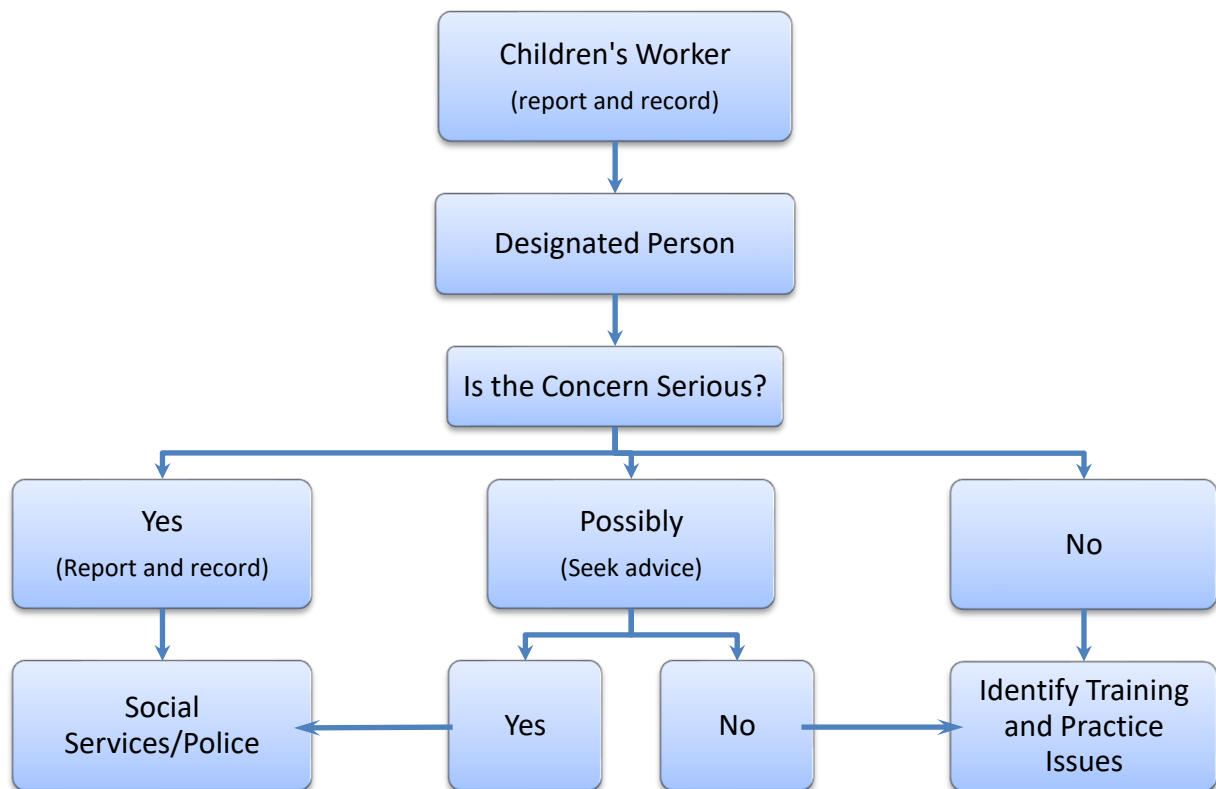 Children's Worker
(report and record)
Designated Person
Is the Concern Serious?
Yes
(Report and record)
Possibly
(Seek advice)
No
Social
Services/Police
Yes
No
Identify Training
and Practice
Issues